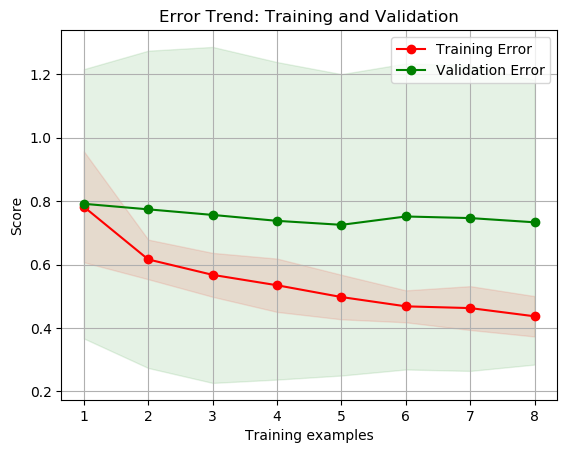 Error Trend: Training and Validation
Training Error
Validation Error
Score
1.2
1.0
0.8
0.6
0.4
0.2
1 2 3 4 5 6 7 8
Training examples